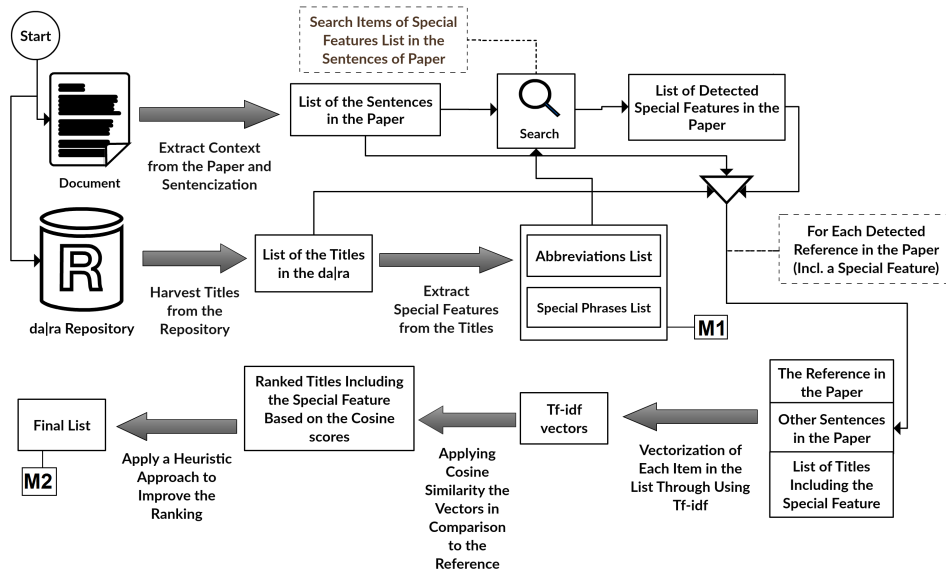 Start
Search Items of Special
Features List in the
Sentences of Paper
List of the Sentences
in the Paper
Search
List of Detected
Special Features in the
Paper
Extract Context
from the Paper and
Sentencization
Document
For Each Detected
Reference in the Paper
(Incl. a Special Feature)
R
List of the Titles
in the da|ra
Abbreviations List
Special Phrases List
Harvest Titles
from the
Repository
Extract
Special Features
from the Titles
da|ra Repository
M1
The Reference in
the Paper
Other Sentences
in the Paper
List of Titles
Including the
Special Feature
Vectorization of
Each Item in the
List Through Using
Tf-idf
Tf-idf
vectors
Applying
Cosine
Similarity the
Vectors in
Comparison
to the
Reference
Ranked Titles Including
the Special Feature
Based on the Cosine
scores
Apply a Heuristic
Approach to
Improve the
Ranking
Final List
M2